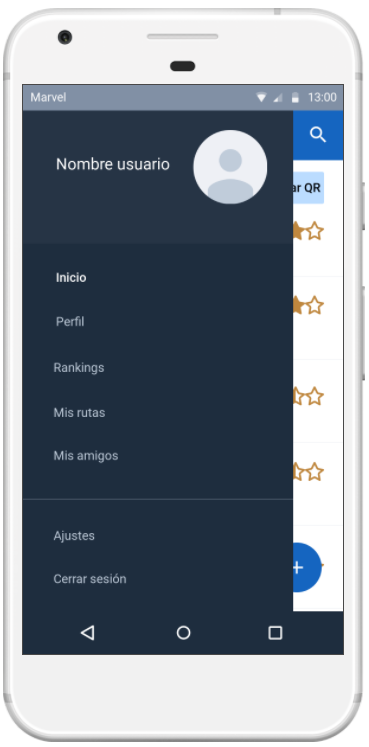 Marvel 13:00
Nombre usuario
ar QR
Inicio
Perfil
Rankings
Mis rutas
Mis amigos
Ajustes
Cerrar sesión